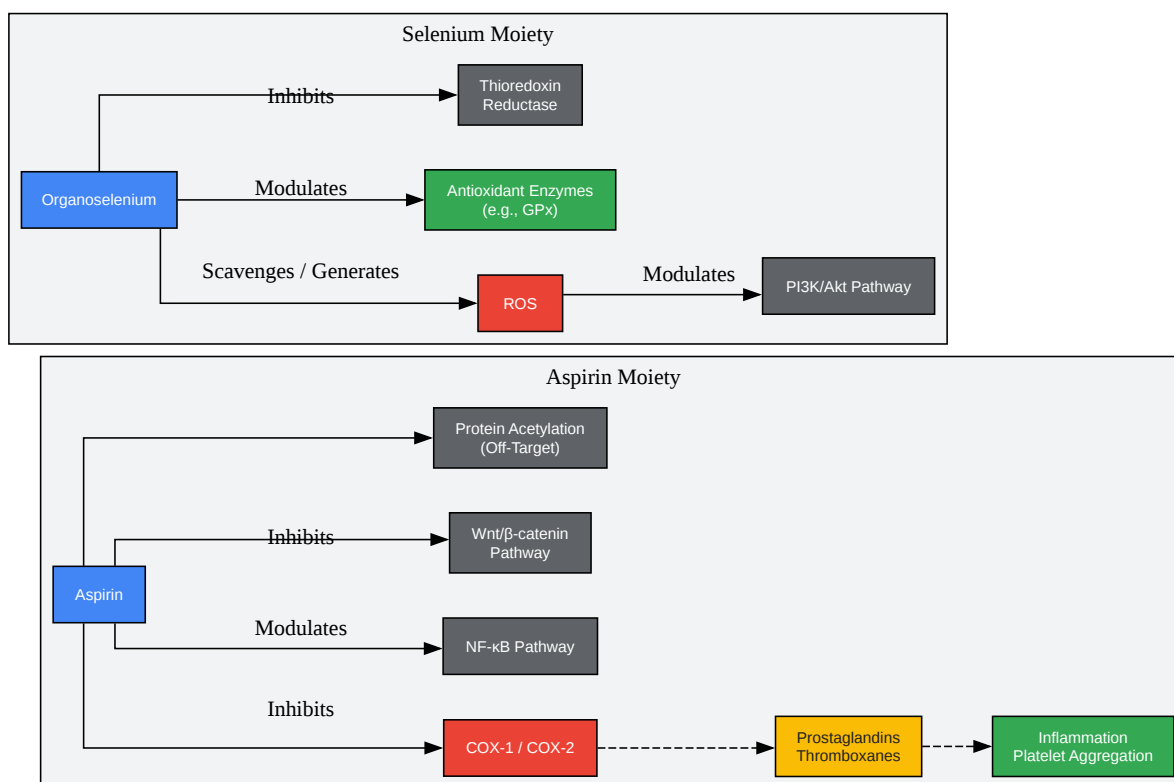 Selenium Moiety
Inhibits
Thioredoxin
Reductase
Organoselenium
Modulates
Antioxidant Enzymes
(e.g., GPx)
Scavenges / Generates
ROS
Modulates
PI3K/Akt Pathway
Aspirin Moiety
Protein Acetylation
(Off-Target)
Inhibits
Wnt/β-catenin
Pathway
Aspirin
Modulates
NF-κB Pathway
Inhibits
COX-1 / COX-2
Prostaglandins
Thromboxanes
Inflammation
Platelet Aggregation